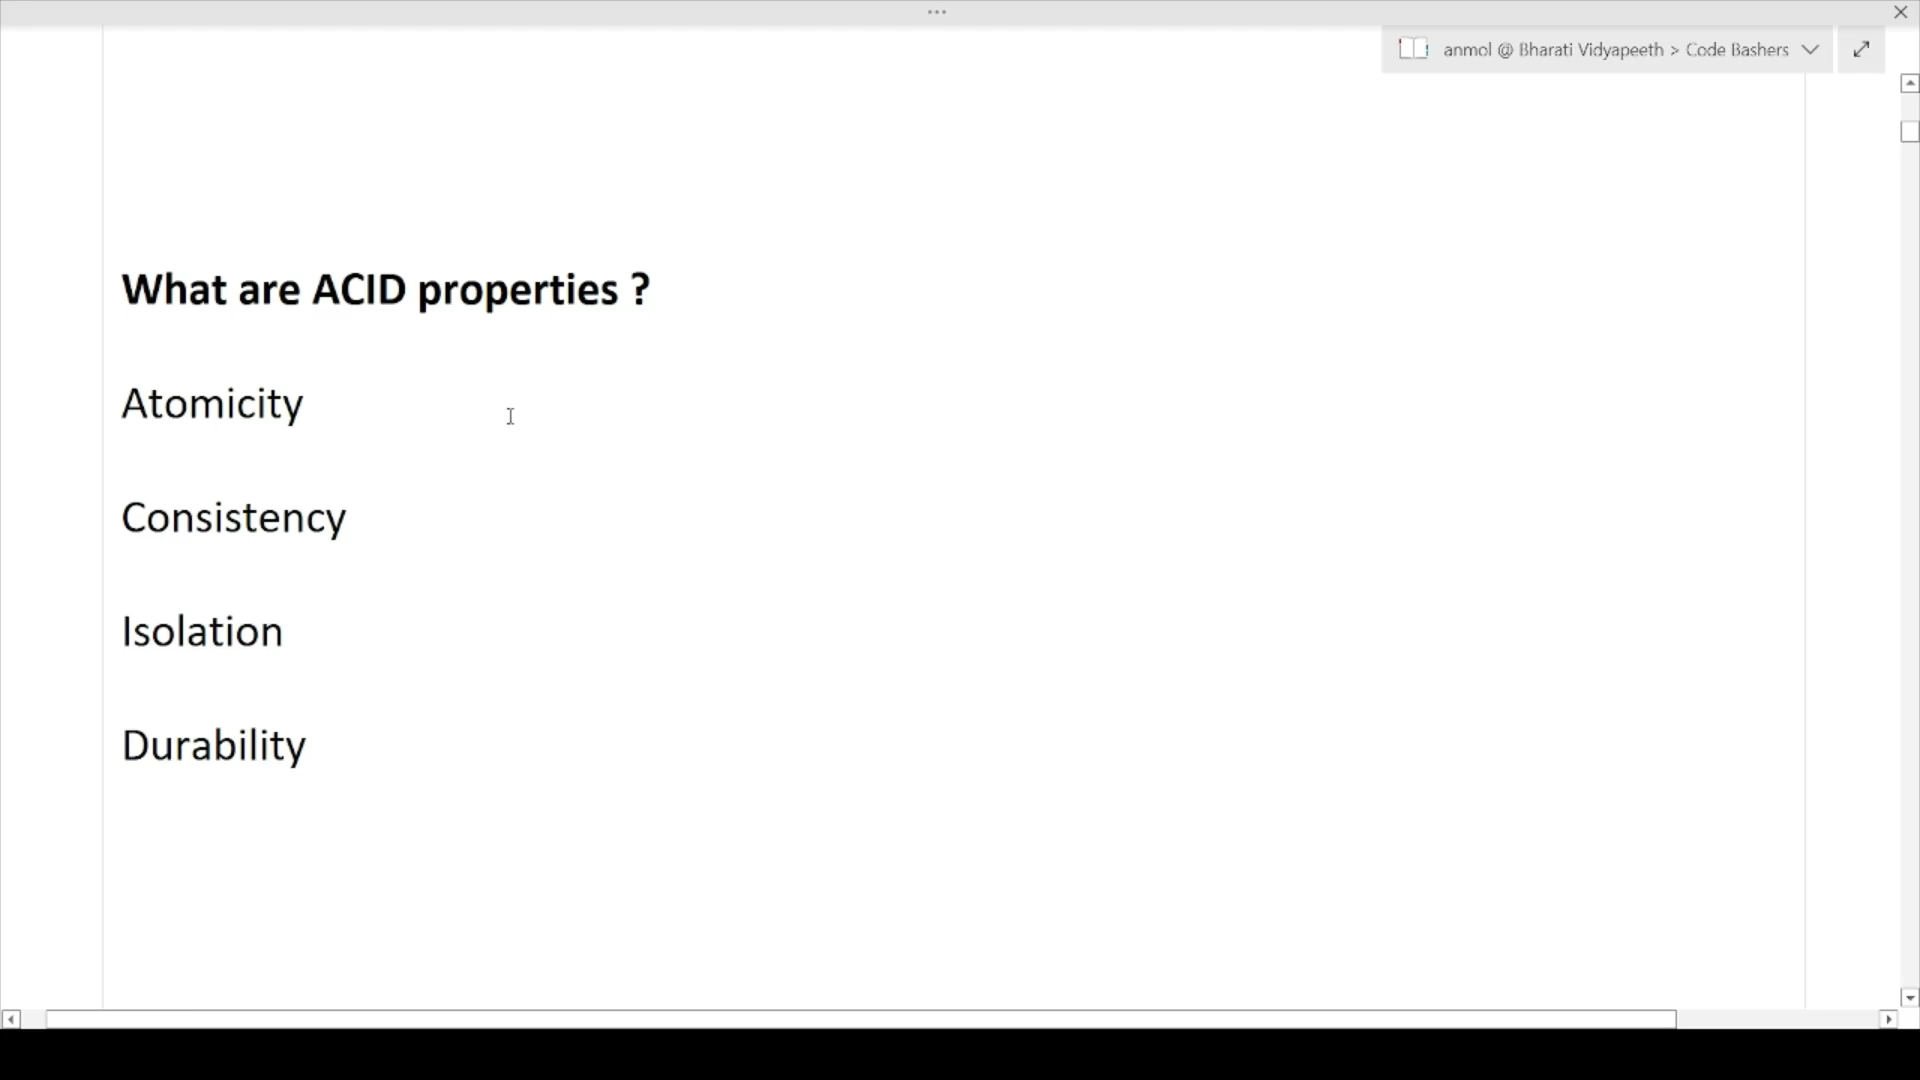 ...
anmol @ Bharati Vidyapeeth > Code Bashers
What are ACID properties ?
Atomicity
Consistency
Isolation
Durability